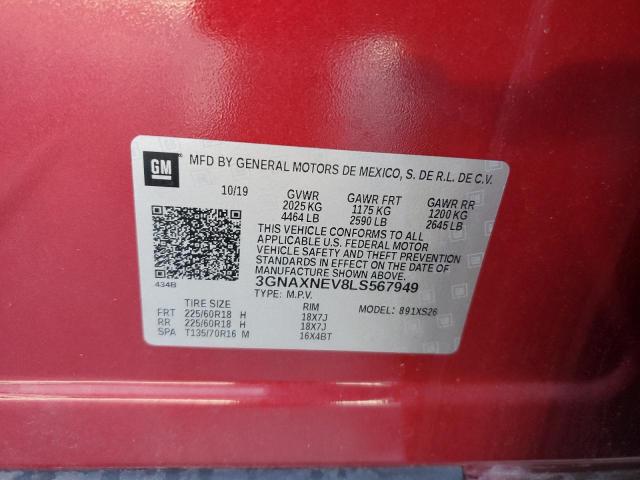 GM MFD BY GENERAL MOTORS DE MEXICO, S. DE R.L. DE C.V.
10/19 GVWR GAWR FRT GAWR RR
2025 KG 1175 KG 1200 KG
4464 LB 2590 LB 2645 LB
THIS VEHICLE CONFORMS TO ALL
APPLICABLE U.S. FEDERAL MOTOR
VEHICLE SAFETY AND THEFT PREVENTION
STANDARDS IN EFFECT ON THE DATE OF
MANUFACTURE SHOWN ABOVE.
434B 3GNAXNEV8LS567949
TYPE: M.P.V. MODEL: 891XS26
TIRE SIZE RIM
FRT 225/60R18 H 18X7J
RR 225/60R18 H 18X7J
SPA T135/70R16 M 16X4BT